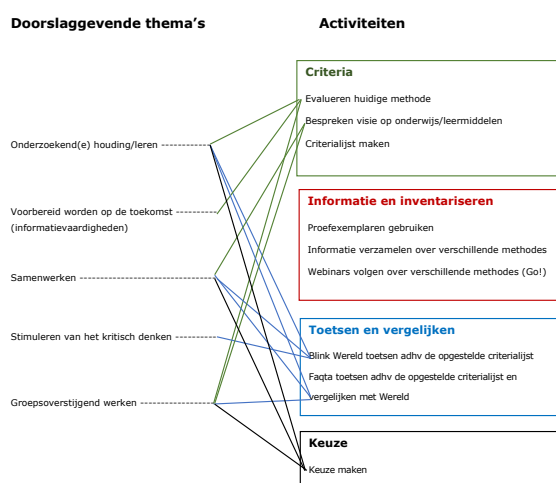 Doorslaggevende thema's
Activiteiten
Criteria
Evalueren huidige methode
Bespreken visie op onderwijs/leermiddelen
Criterialijst maken
Onderzoekend(e) houding/leren
Voorbereid worden op de toekomst
(informatievaardigheden)
Samenwerken
Stimuleren van het kritisch denken
Groepsoverstijgend werken
Informatie en inventariseren
Proefexemplaren gebruiken
Informatie verzamelen over verschillende methodes
Webinars volgen over verschillende methodes (Go!)
Toetsen en vergelijken
Blink Wereld toetsen adhv de opgestelde criterialijst
Faqta toetsen adhv de opgestelde criterialijst en
vergelijken met Wereld
Keuze
Keuze maken